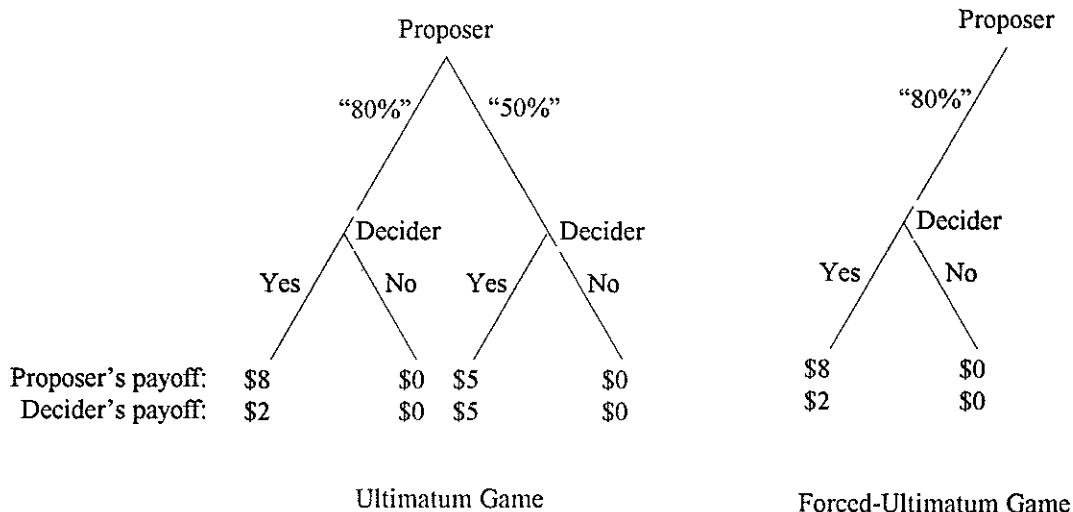 Proposer
Proposer
"80%" "50%"
"80%"
Decider Decider
Decider
Yes No Yes No
Yes No
Proposer's payoff: $8 $0 $5 $0
$8 $0
Decider's payoff: $2 $0 $5 $0
$2 $0
Ultimatum Game
Forced-Ultimatum Game